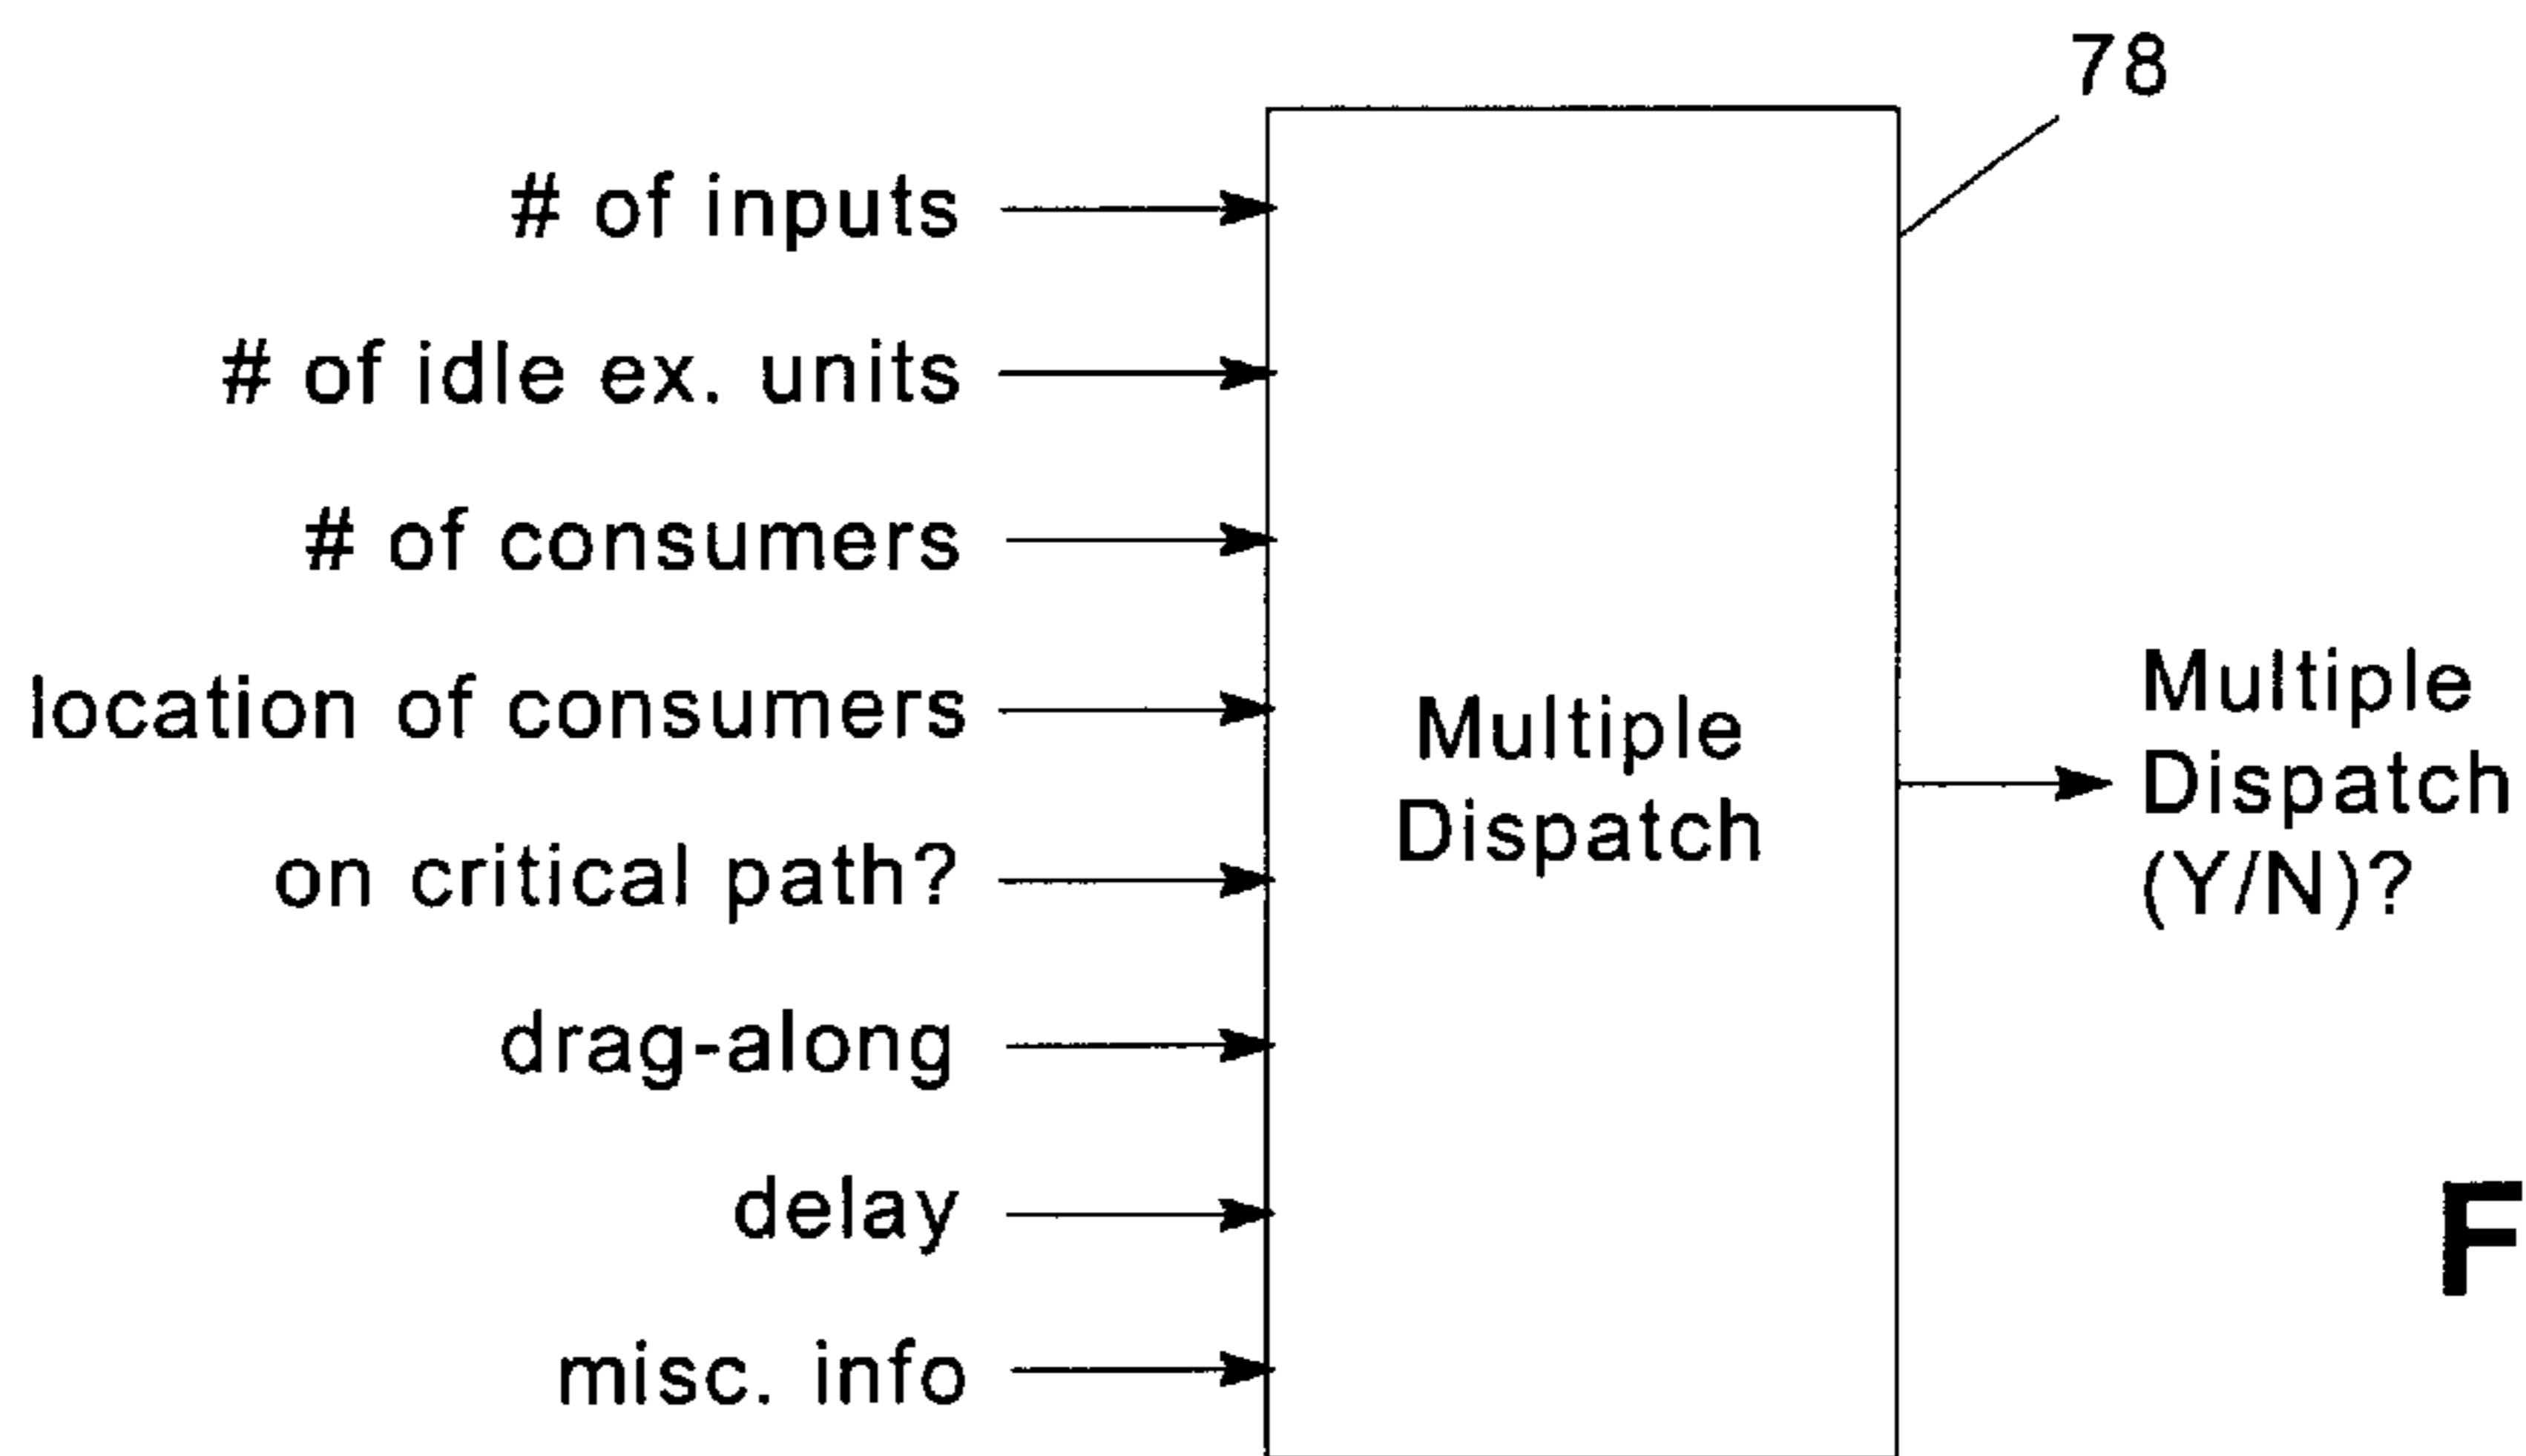 78
# of inputs
# of idle ex. units
# of consumers
location of consumers
on critical path?
drag-along
delay
misc. info
Multiple
Dispatch
Multiple
Dispatch
(Y/N)?
F